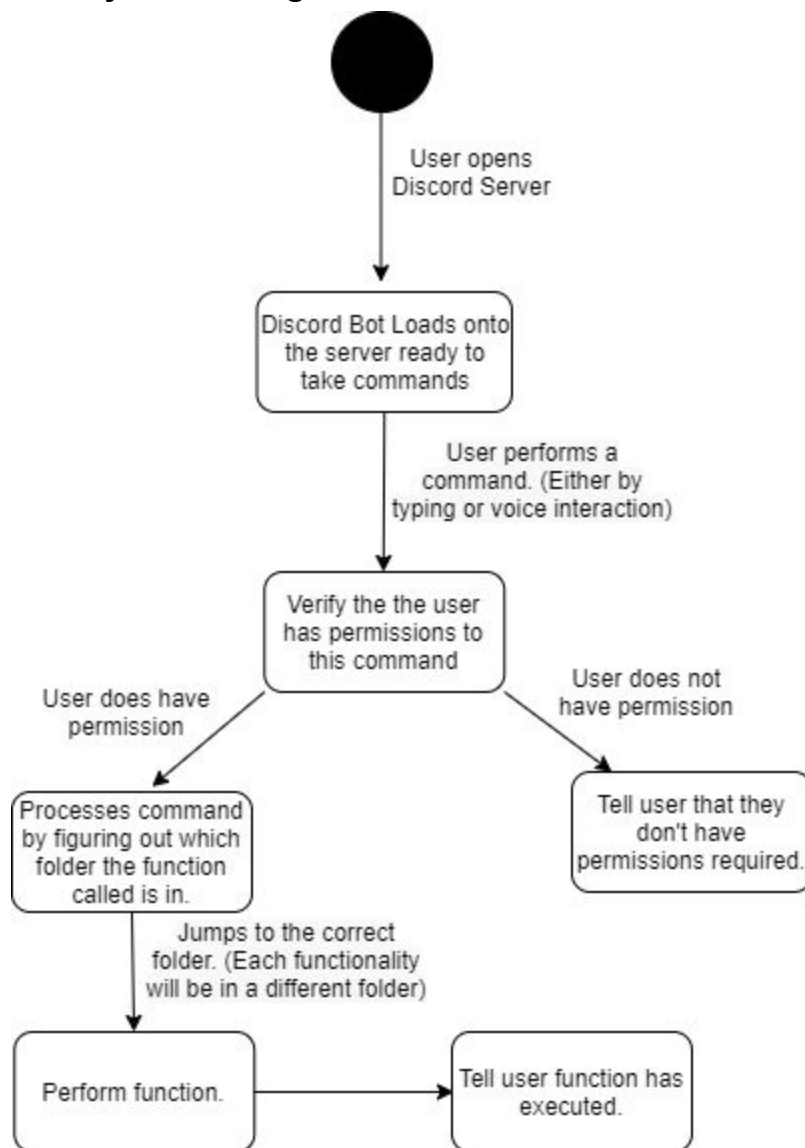 User opens
Discord Server
Discord Bot Loads onto
the server ready to
take commands
User performs a
command. (Either by
typing or voice interaction)
Verify the the user
has permissions to
this command
User does have
permission
User does not
have permission
Processes command
by figuring out which
folder the function
called is in.
Tell user that they
don't have
permissions required.
Jumps to the correct
folder. (Each functionality
will be in a different folder)
Perform function.
Tell user function has
executed.